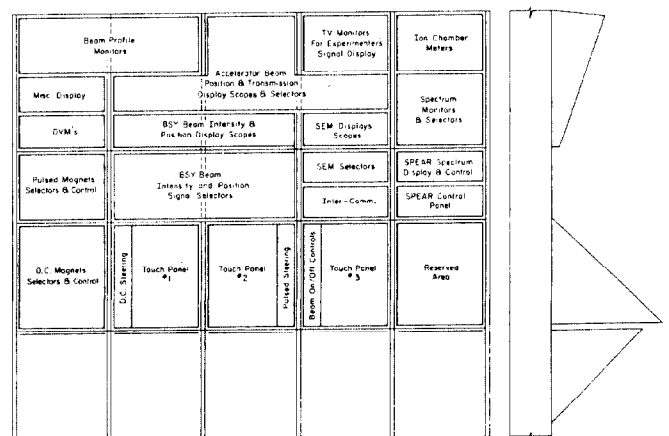 Beam Profile
Monitors
TV Monitors
For Experimenters
Signal Display
Ion Chamber
Meters
Accelerator Beam
Position & Transmission
Display Scopes & Selectors
Misc. Display
Spectrum
Monitors
& Selectors
DVM's
BSY Beam Intensity &
Position Display Scopes
SEM Displays
Scopes
Pulsed Magnets
Selectors & Control
BSY Beam
Intensity and Position
Signal Selectors
SEM Selectors
SPEAR Spectrum
Display & Control
Inter-Comm.
SPEAR Control
Panel
D.C. Magnets
Selectors & Control
D.C. Steering
Touch Panel
#1
Touch Panel
#2
Pulsed Steering
Beam On/Off Controls
Touch Panel
#3
Reserved
Area